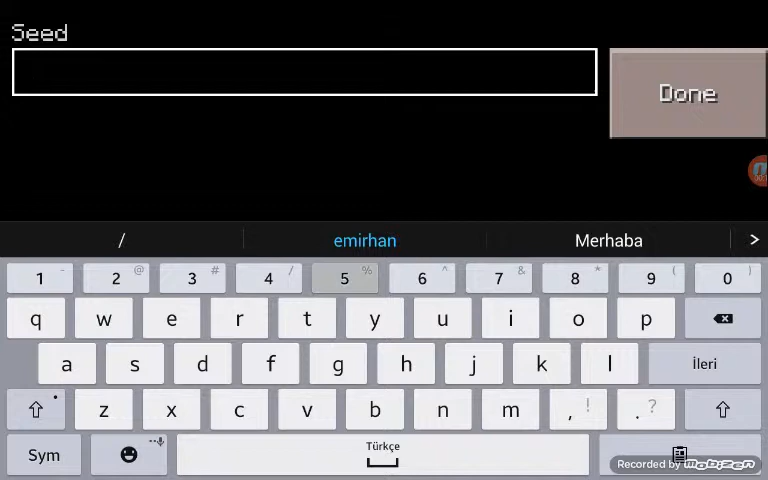 Seed
Done
/ emirhan Merhaba >
1 - 2 @ 3 # 4 / 5 % 6 ^ 7 & 8 * 9 ( 0 )
q w e r t y u i o p
a s d f g h j k l İleri
z x c v b n m , ! . ?
Sym Türkçe
Recorded by mobizen